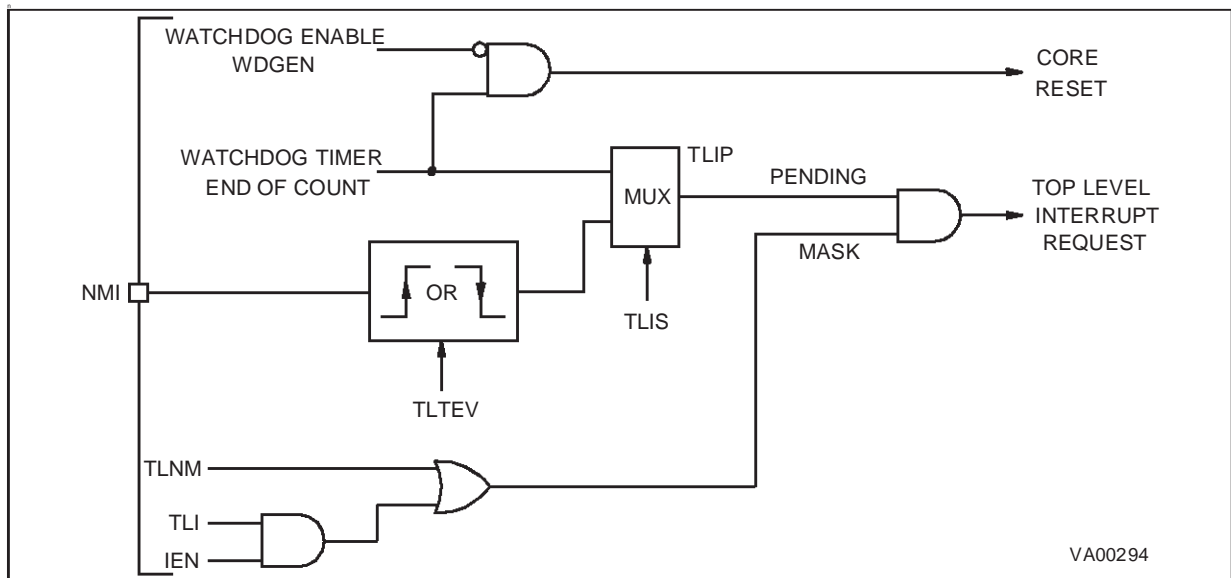 WATCHDOG ENABLE
WDGEN
CORE
RESET
WATCHDOG TIMER
END OF COUNT
TLIP
MUX
PENDING
TOP LEVEL
INTERRUPT
REQUEST
MASK
NMI
OR
TLIS
TLTEV
TLNM
TLI
IEN
VA00294